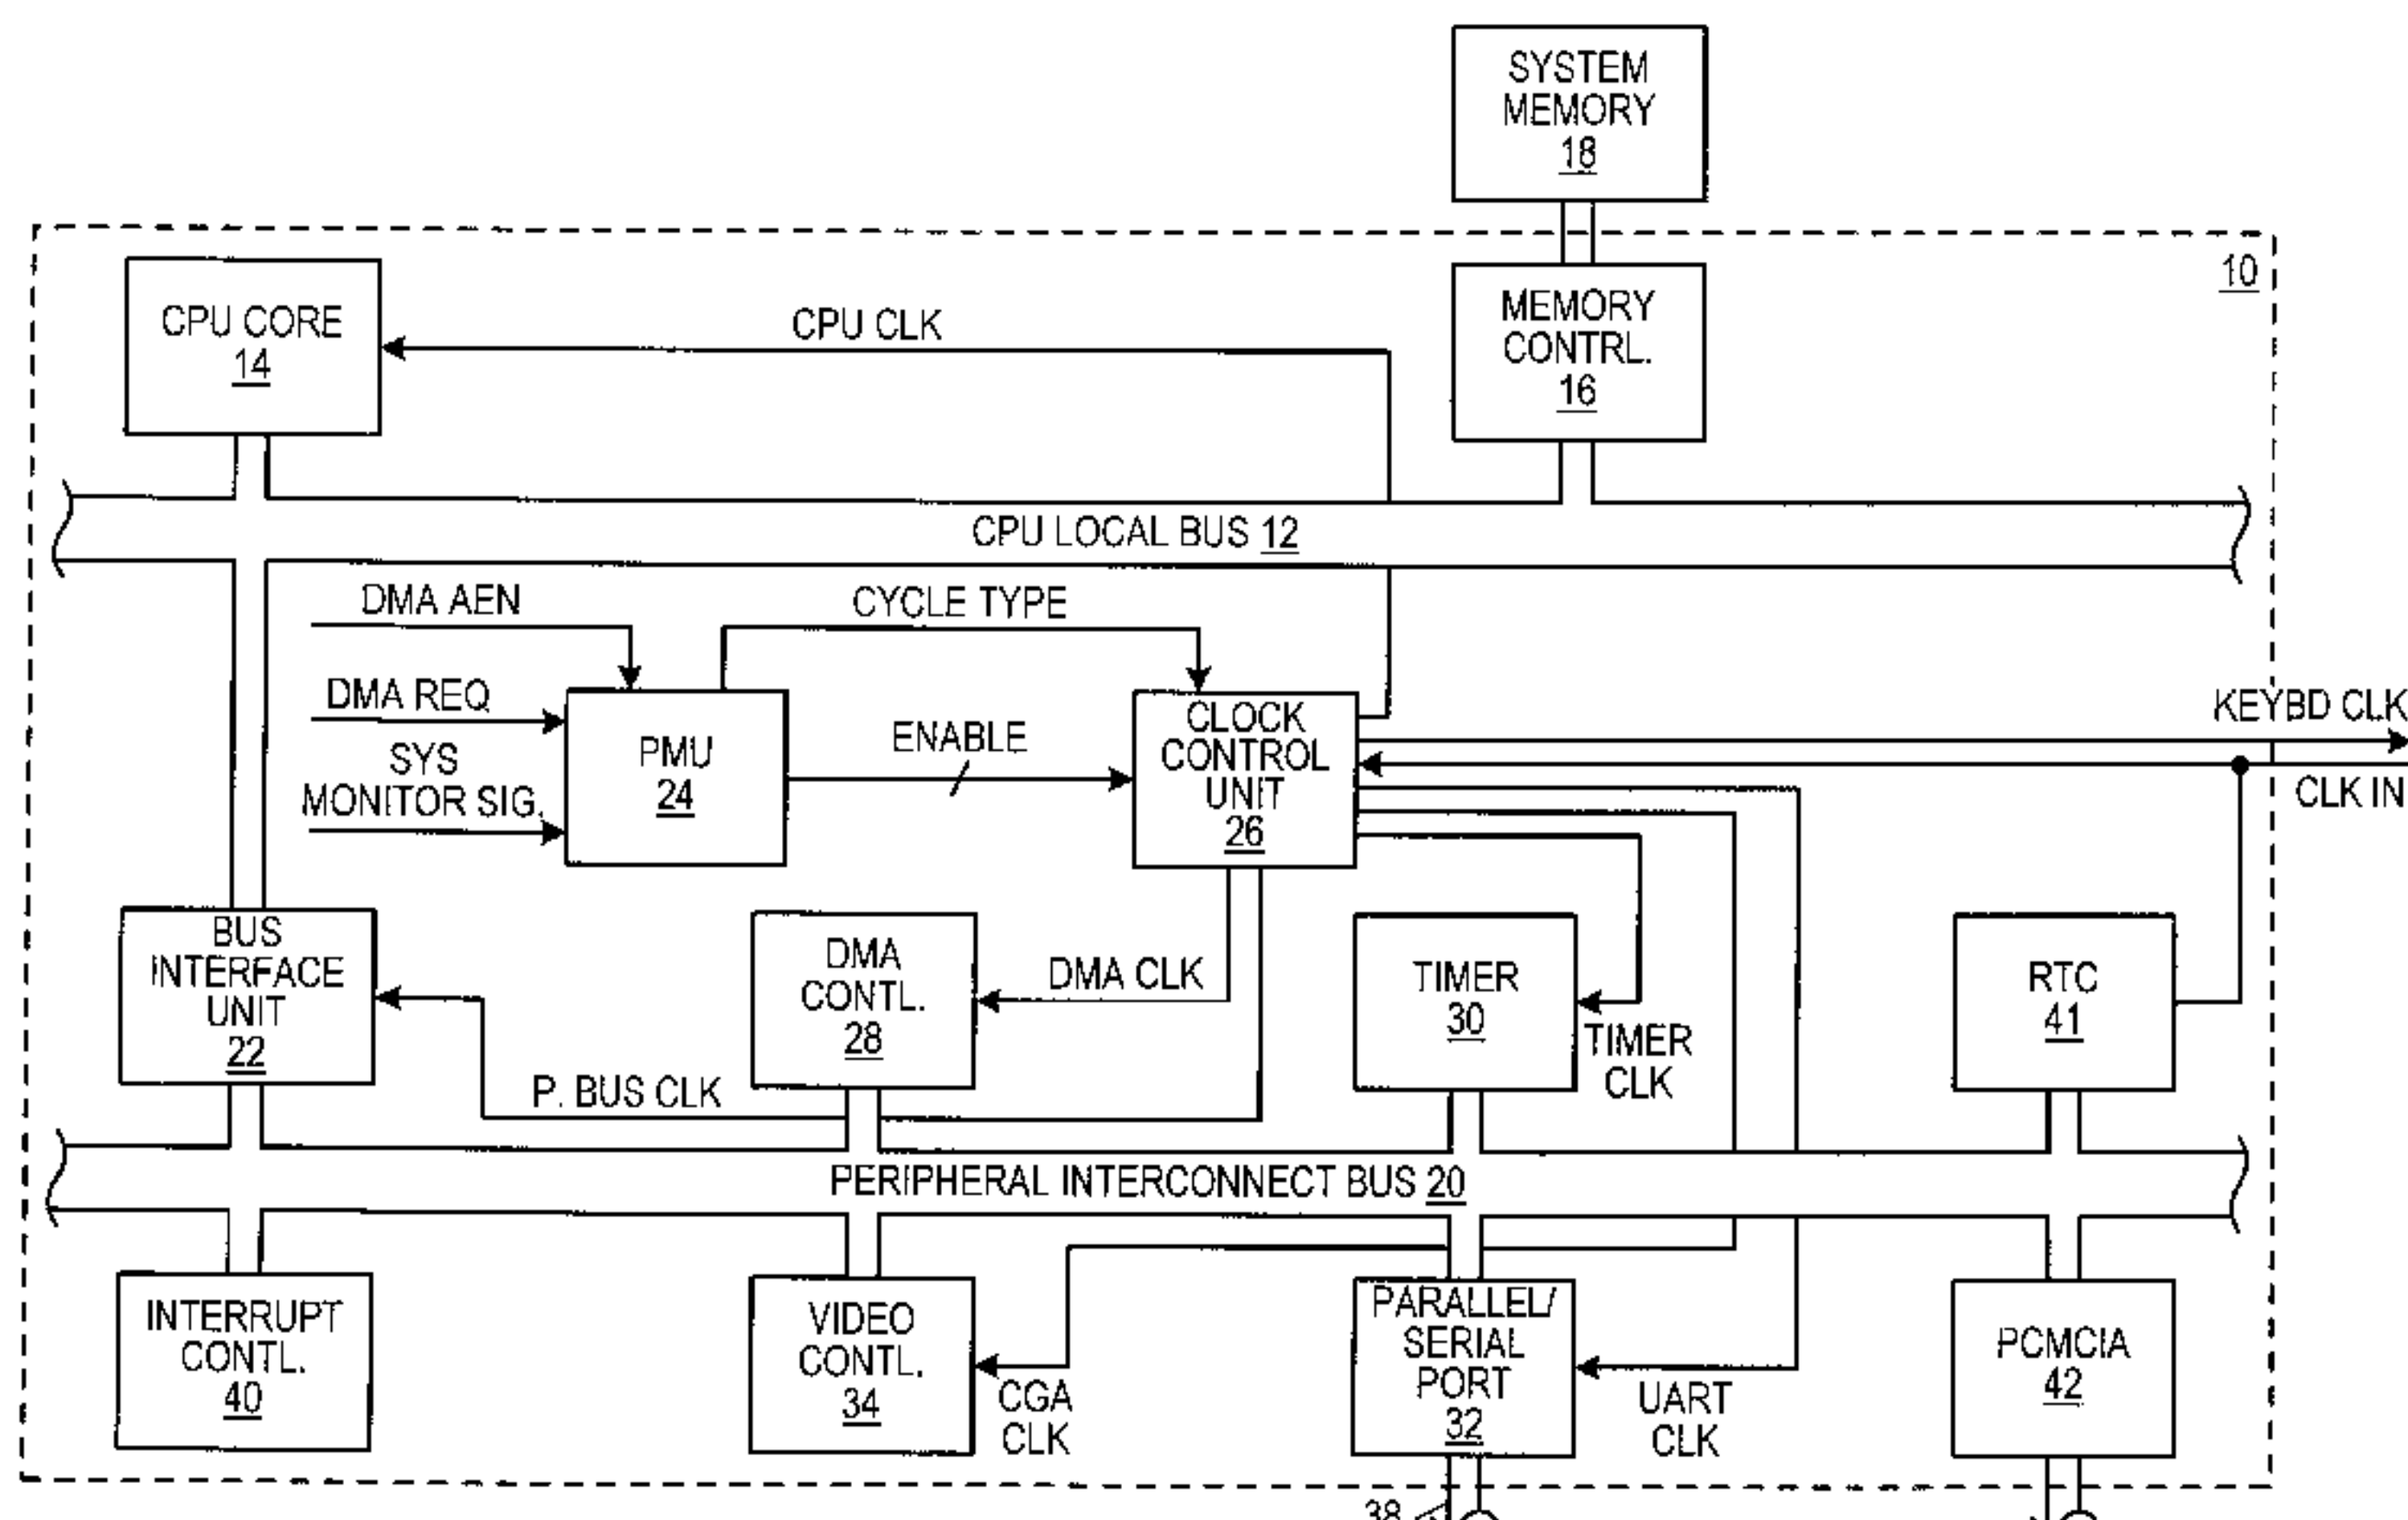 SYSTEM
MEMORY
18
10
CPU CORE
14
CPU CLK
MEMORY
CONTRL.
16
CPU LOCAL BUS 12
DMA AEN
CYCLE TYPE
DMA REQ
SYS
MONITOR SIG.
PMU
24
ENABLE
CLOCK
CONTROL
UNIT
26
KEYBD CLK
CLK IN
BUS
INTERFACE
UNIT
22
DMA
CONTL.
28
DMA CLK
TIMER
30
TIMER
CLK
RTC
41
P. BUS CLK
PERIPHERAL INTERCONNECT BUS 20
INTERRUPT
CONTL.
40
VIDEO
CONTL.
34
CGA
CLK
PARALLEL/
SERIAL
PORT
32
UART
CLK
PCMCIA
42
38